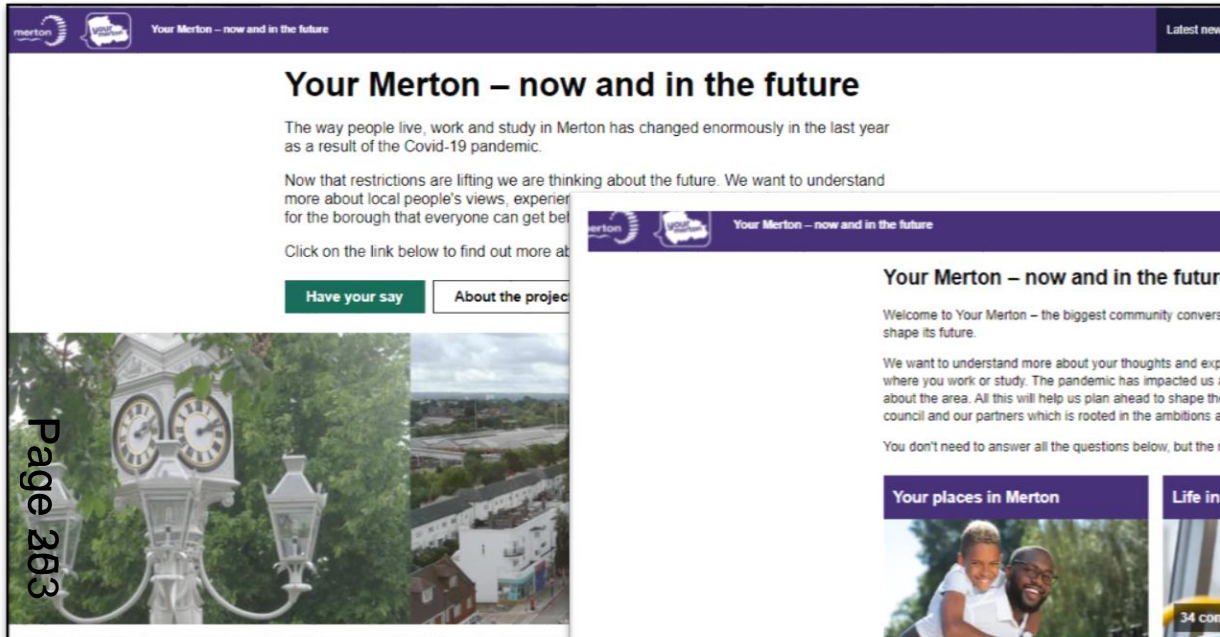 merton
your merton
Your Merton – now and in the future
Latest new
Your Merton – now and in the future
The way people live, work and study in Merton has changed enormously in the last year
as a result of the Covid-19 pandemic.
Now that restrictions are lifting we are thinking about the future. We want to understand
more about local people's views, experien
for the borough that everyone can get beh
Click on the link below to find out more ab
Have your say
About the project
erton
your merton
Your Merton – now and in the future
Your Merton – now and in the futur
Welcome to Your Merton – the biggest community convers
shape its future.
We want to understand more about your thoughts and exp
where you work or study. The pandemic has impacted us a
about the area. All this will help us plan ahead to shape the
council and our partners which is rooted in the ambitions a
You don't need to answer all the questions below, but the
Your places in Merton
Life in
34 con
Page